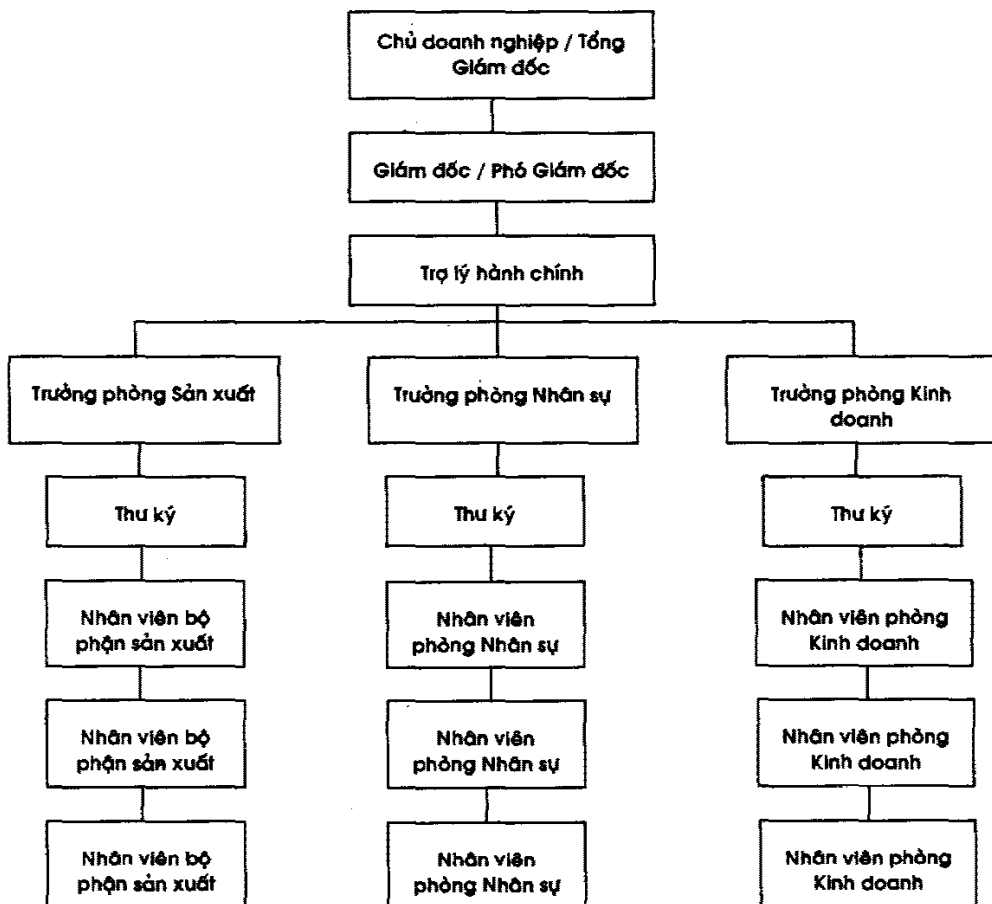 Chủ doanh nghiệp / Tổng
Giám đốc
Giám đốc / Phó Giám đốc
Trợ lý hành chính
Trưởng phòng Sản xuất
Trưởng phòng Nhân sự
Trưởng phòng Kinh
doanh
Thư ký
Thư ký
Thư ký
Nhân viên bộ
phận sản xuất
Nhân viên
phòng Nhân sự
Nhân viên phòng
Kinh doanh
Nhân viên bộ
phận sản xuất
Nhân viên
phòng Nhân sự
Nhân viên phòng
Kinh doanh
Nhân viên bộ
phận sản xuất
Nhân viên
phòng Nhân sự
Nhân viên phòng
Kinh doanh